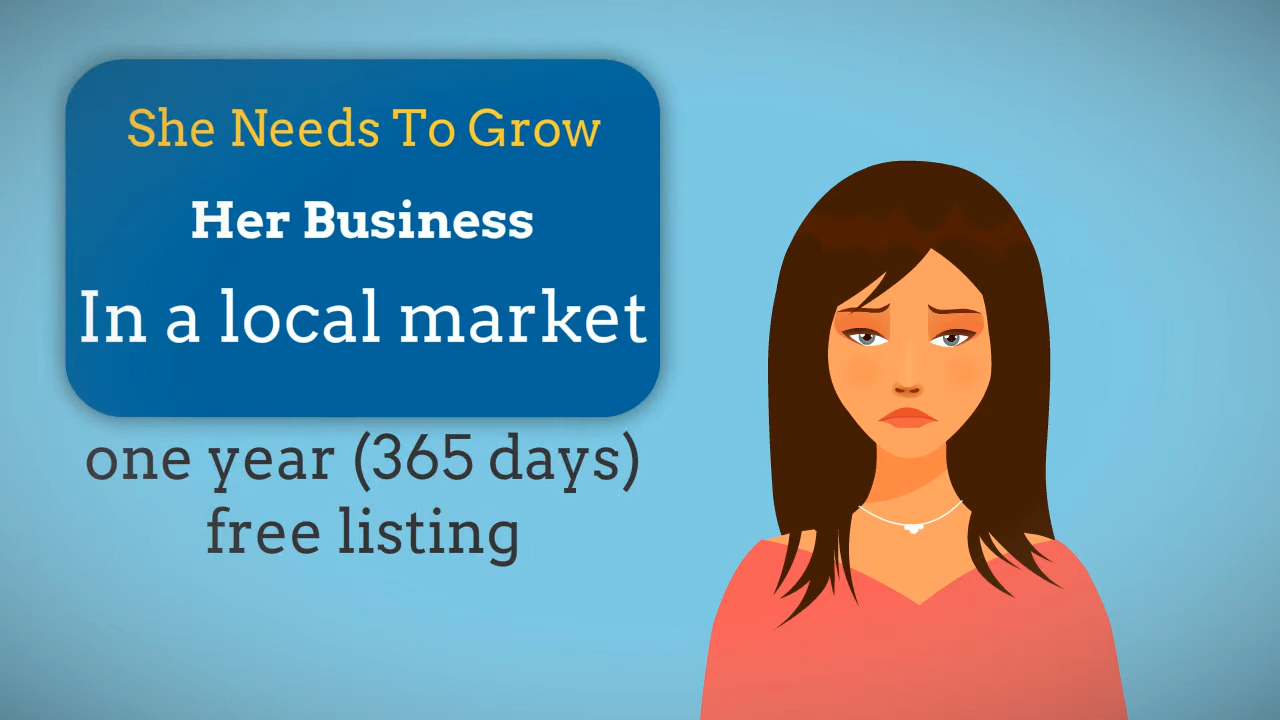 She Needs To Grow
Her Business
In a local market
one year (365 days)
free listing